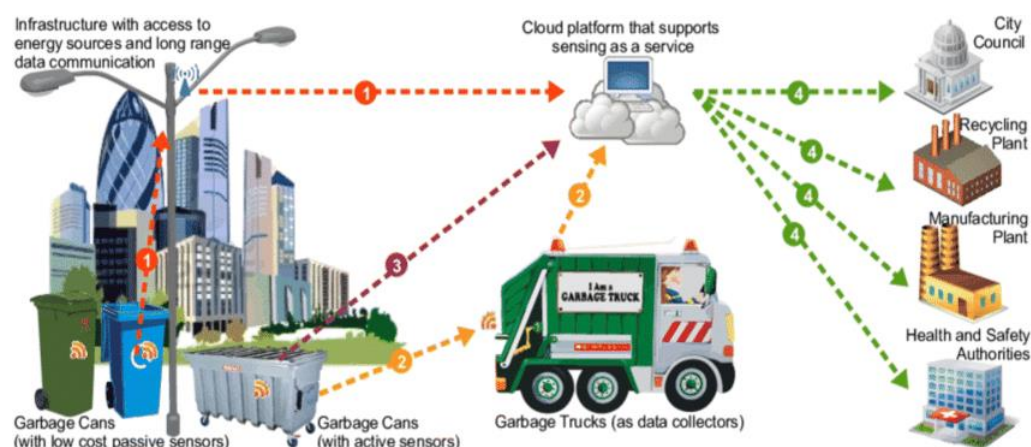 Infrastructure with access to
energy sources and long range
data communication
Cloud platform that supports
sensing as a service
City
Council
1
4
Recycling
Plant
4
2
4
Manufacturing
Plant
4
1
3
I Am a
GARBAGE TRUCK
2
Health and Safety
Authorities
Garbage Cans
(with low cost passive sensors)
Garbage Cans
(with active sensors)
Garbage Trucks (as data collectors)